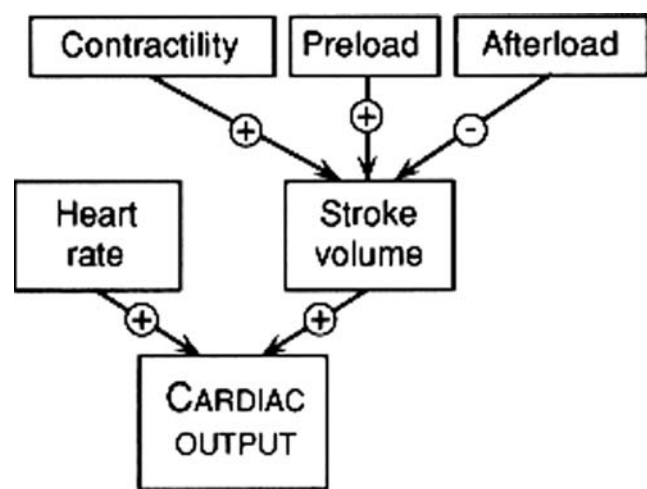 Contractility
Preload
Afterload
+
+
-
Heart
rate
Stroke
volume
+
+
CARDIAC
OUTPUT